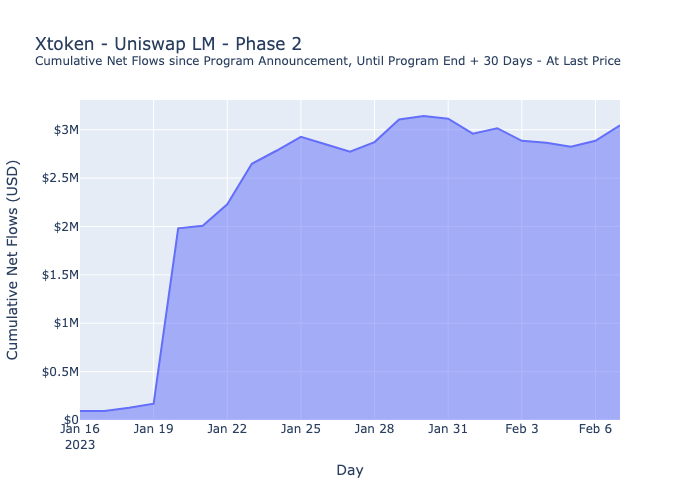 Xtoken - Uniswap LM - Phase 2
Cumulative Net Flows since Program Announcement, Until Program End + 30 Days - At Last Price
Cumulative Net Flows (USD)
$3M
$2.5M
$2M
$1.5M
$1M
$0.5M
$0
Jan 16 Jan 19 Jan 22 Jan 25 Jan 28 Jan 31 Feb 3 Feb 6
2023
Day